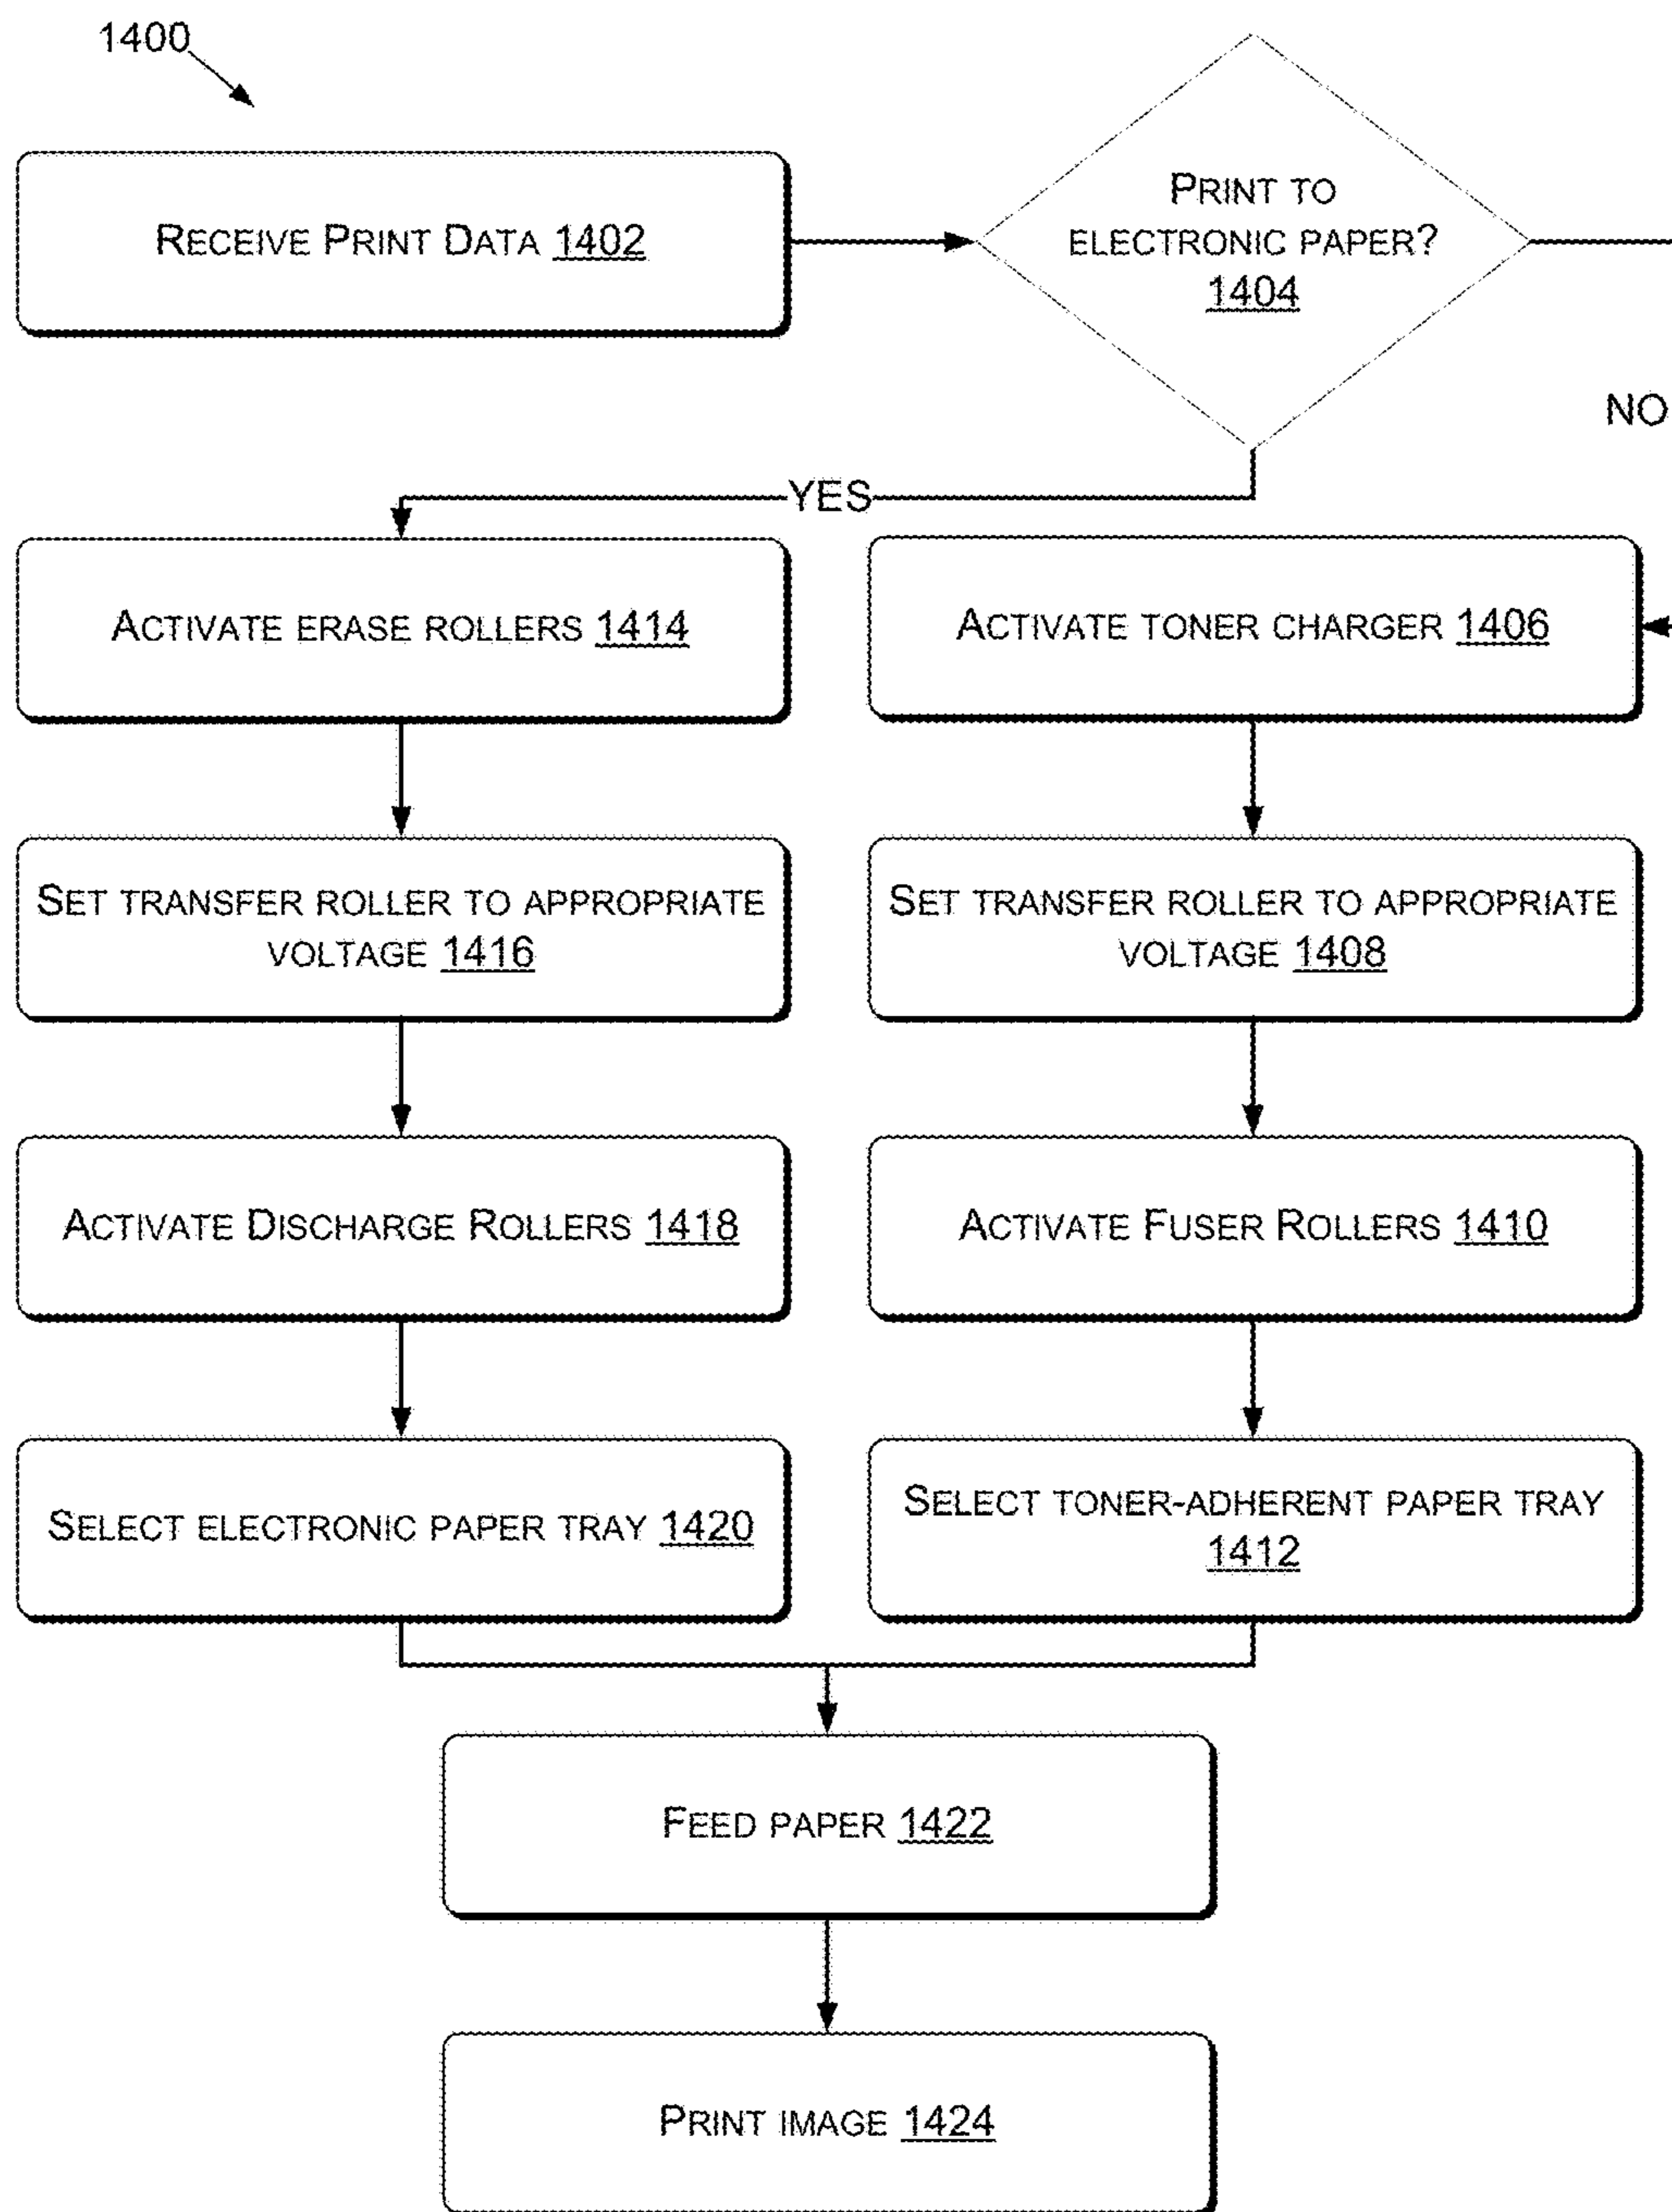 1400
RECEIVE PRINT DATA 1402
PRINT TO
ELECTRONIC PAPER?
1404
NO
YES
ACTIVATE ERASE ROLLERS 1414
ACTIVATE TONER CHARGER 1406
SET TRANSFER ROLLER TO APPROPRIATE
VOLTAGE 1416
SET TRANSFER ROLLER TO APPROPRIATE
VOLTAGE 1408
ACTIVATE DISCHARGE ROLLERS 1418
ACTIVATE FUSER ROLLERS 1410
SELECT ELECTRONIC PAPER TRAY 1420
SELECT TONER-ADHERENT PAPER TRAY
1412
FEED PAPER 1422
PRINT IMAGE 1424